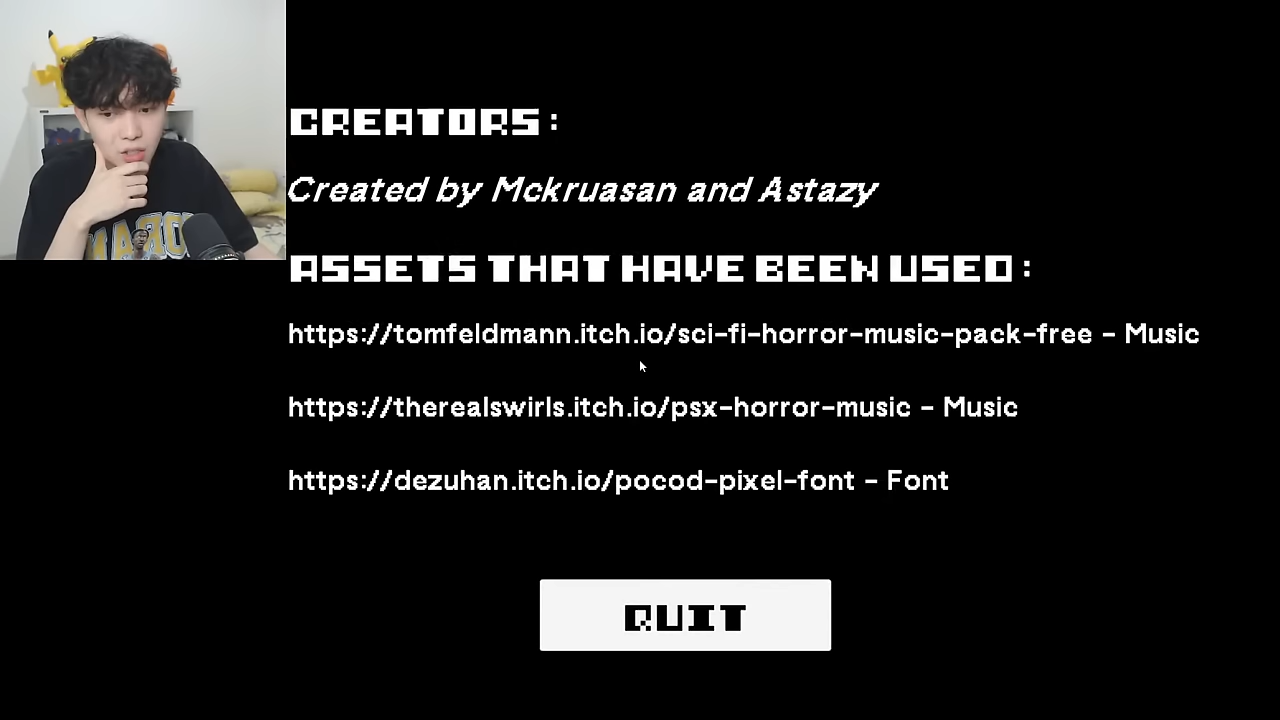 CREATORS:
Created by Mckruasan and Astazy
ASSETS THAT HAVE BEEN USED:
https://tomfeldmann.itch.io/sci-fi-horror-music-pack-free - Music
https://therealswirls.itch.io/psx-horror-music - Music
https://dezuhan.itch.io/pocod-pixel-font - Font
QUIT